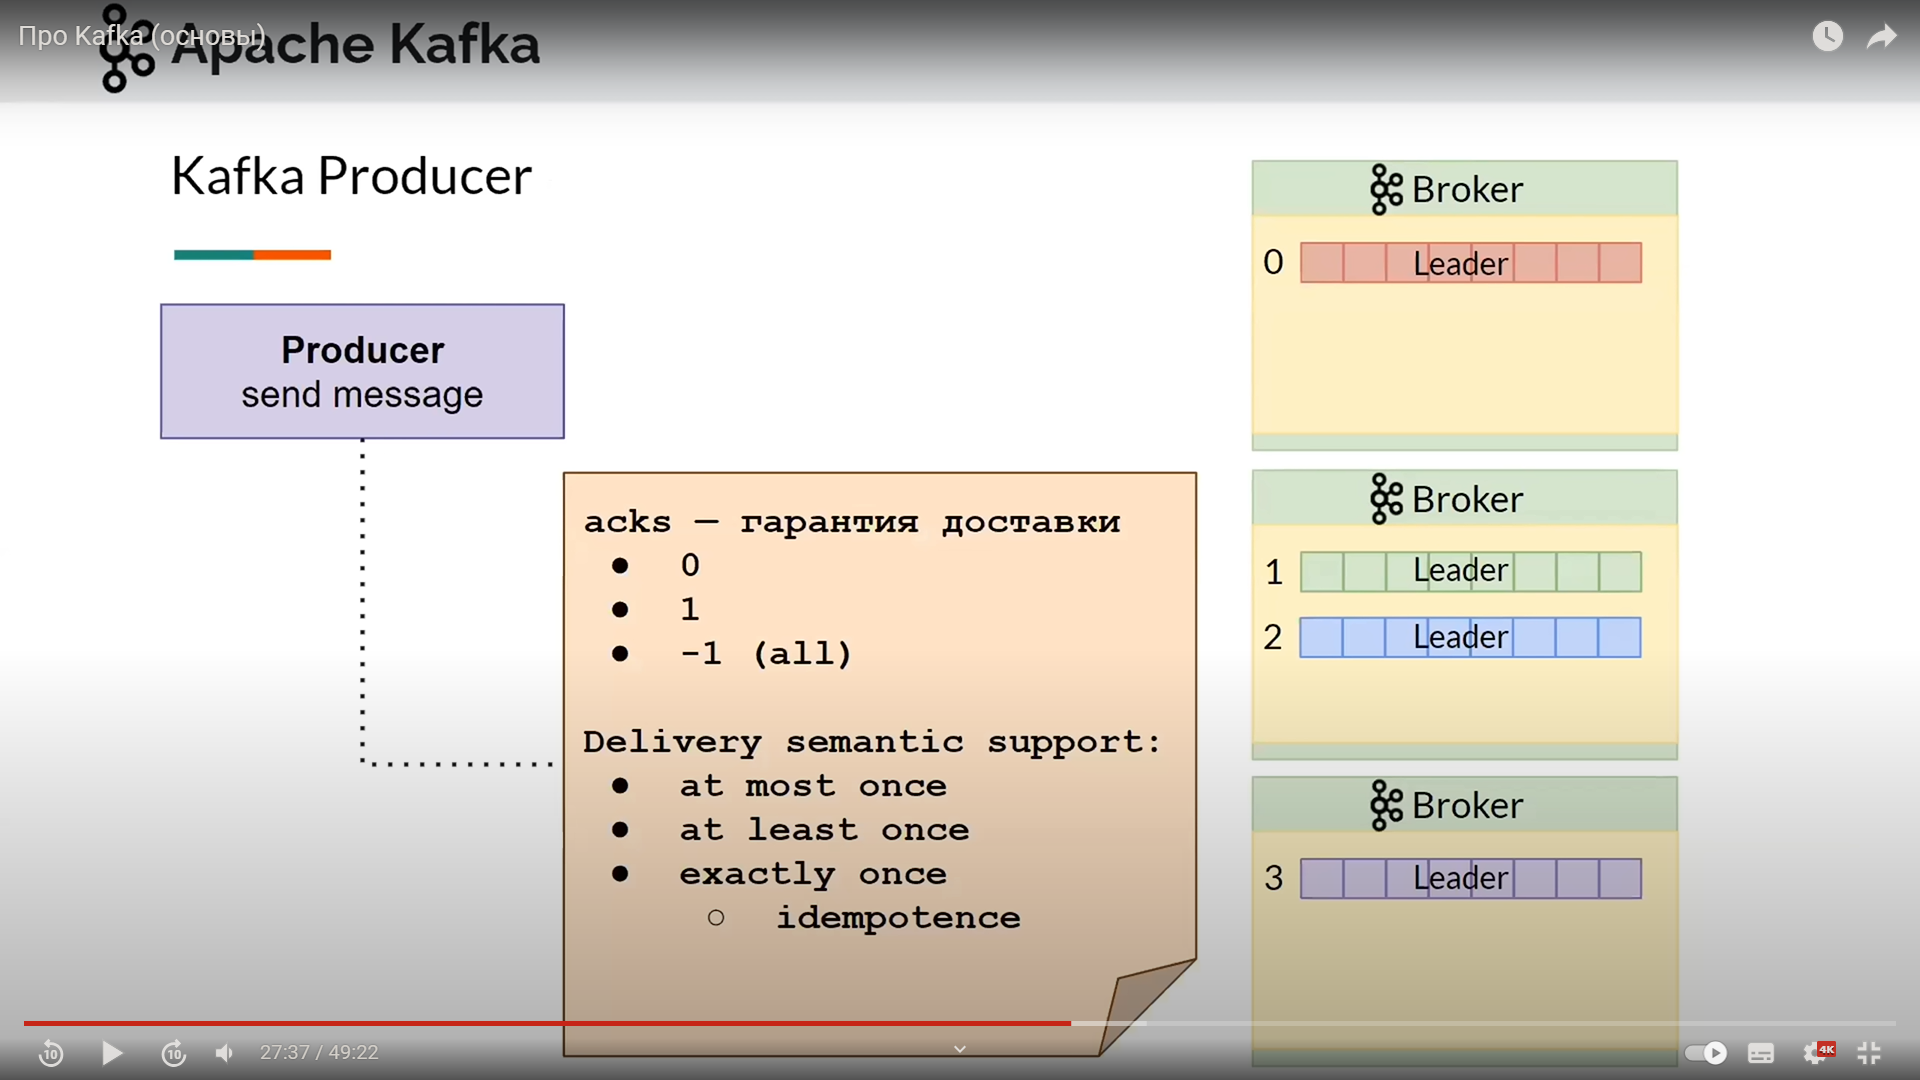 Про Kafka (основы)
Apache Kafka
Kafka Producer
Producer
send message
acks — гарантия доставки
● 0
● 1
● -1 (all)
Delivery semantic support:
● at most once
● at least once
● exactly once
○ idempotence
Broker
0 Leader
Broker
1 Leader
2 Leader
Broker
3 Leader
10
10
27:37 / 49:22
4K